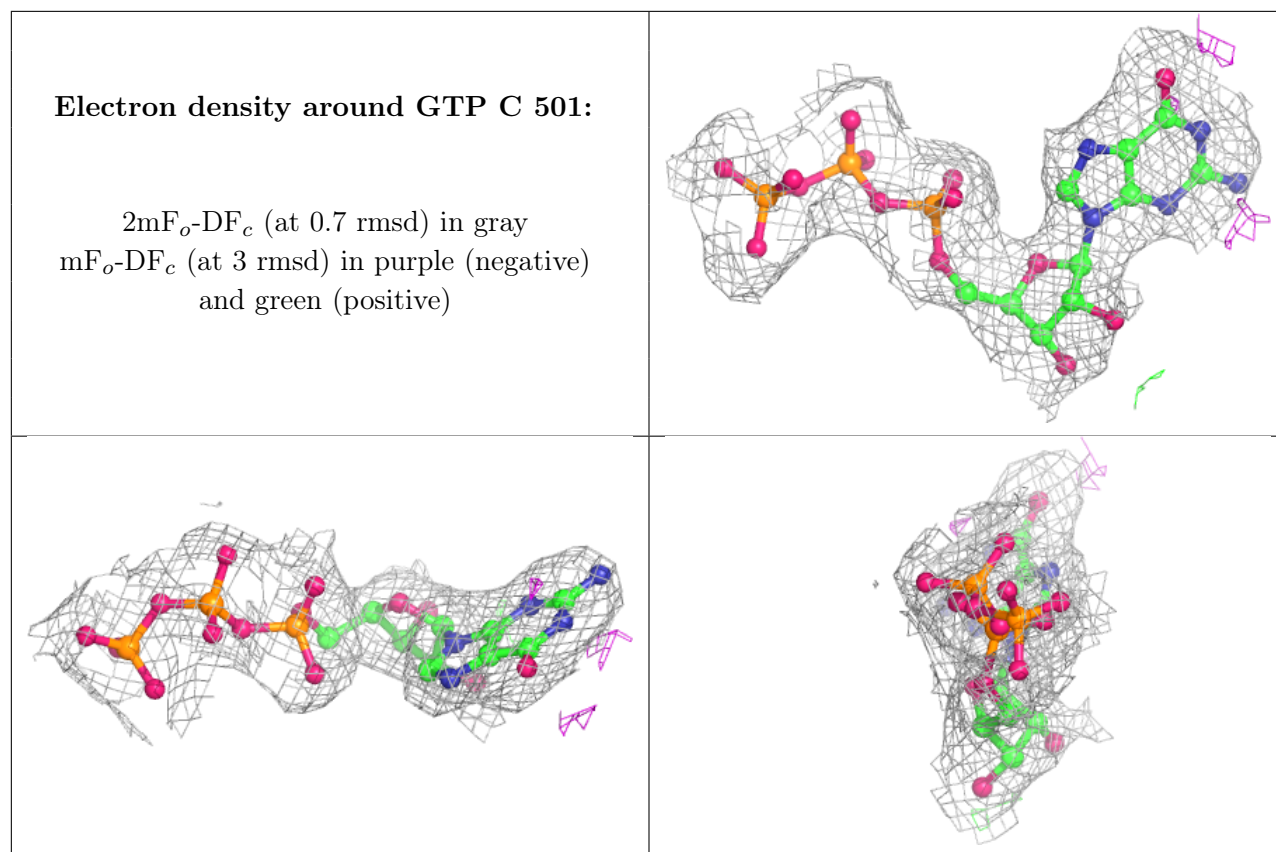 Electron density around GTP C 501:
2mFo-DFc (at 0.7 rmsd) in gray
mFo-DFc (at 3 rmsd) in purple (negative)
and green (positive)